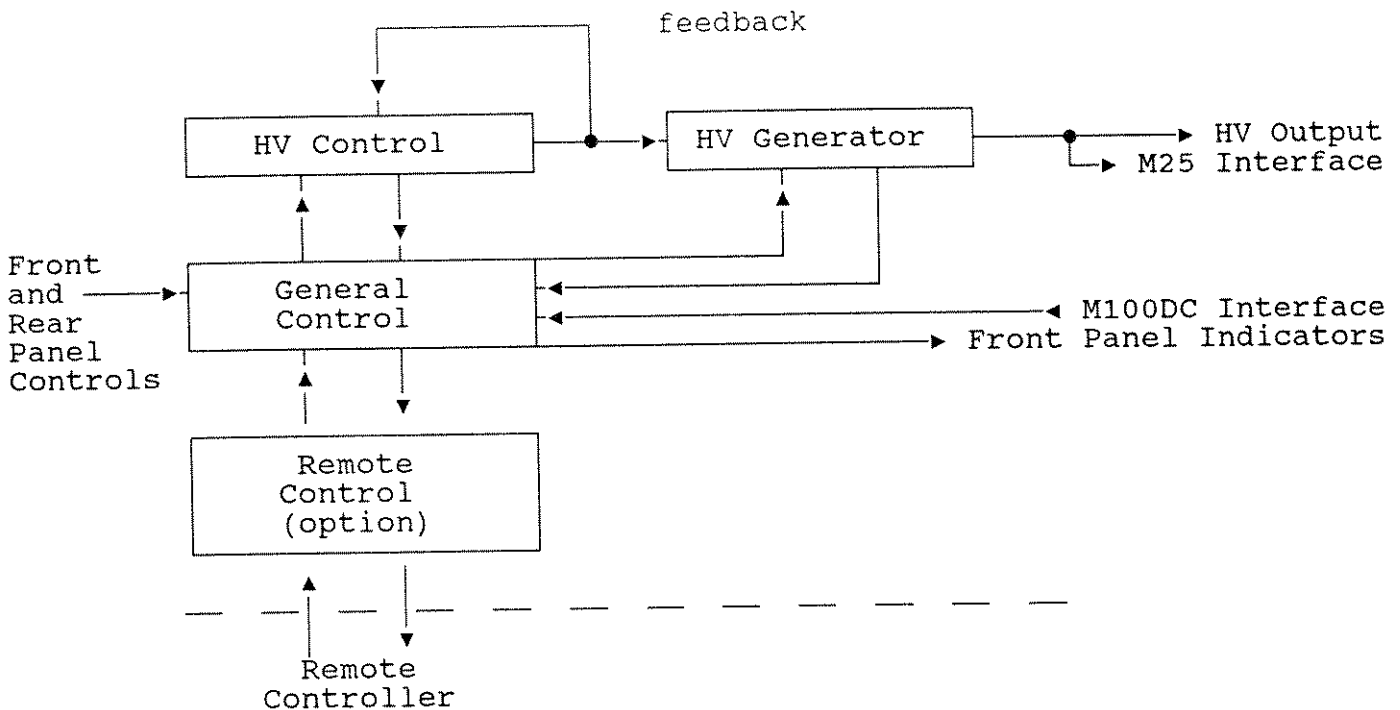 feedback
HV Control
HV Generator
HV Output
M25 Interface
Front
and
Rear
Panel
Controls
General
Control
M100DC Interface
Front Panel Indicators
Remote
Control
(option)
Remote
Controller